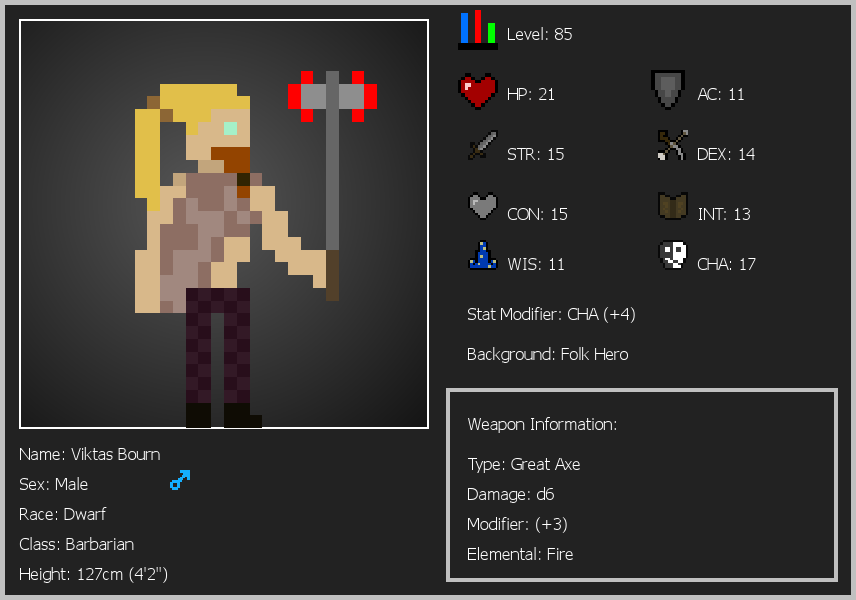 Level: 85
HP: 21
AC: 11
STR: 15
DEX: 14
CON: 15
INT: 13
WIS: 11
CHA: 17
Stat Modifier: CHA (+4)
Background: Folk Hero
Weapon Information:
Type: Great Axe
Damage: d6
Modifier: (+3)
Elemental: Fire
Name: Viktas Bourn
Sex: Male
Race: Dwarf
Class: Barbarian
Height: 127cm (4'2")